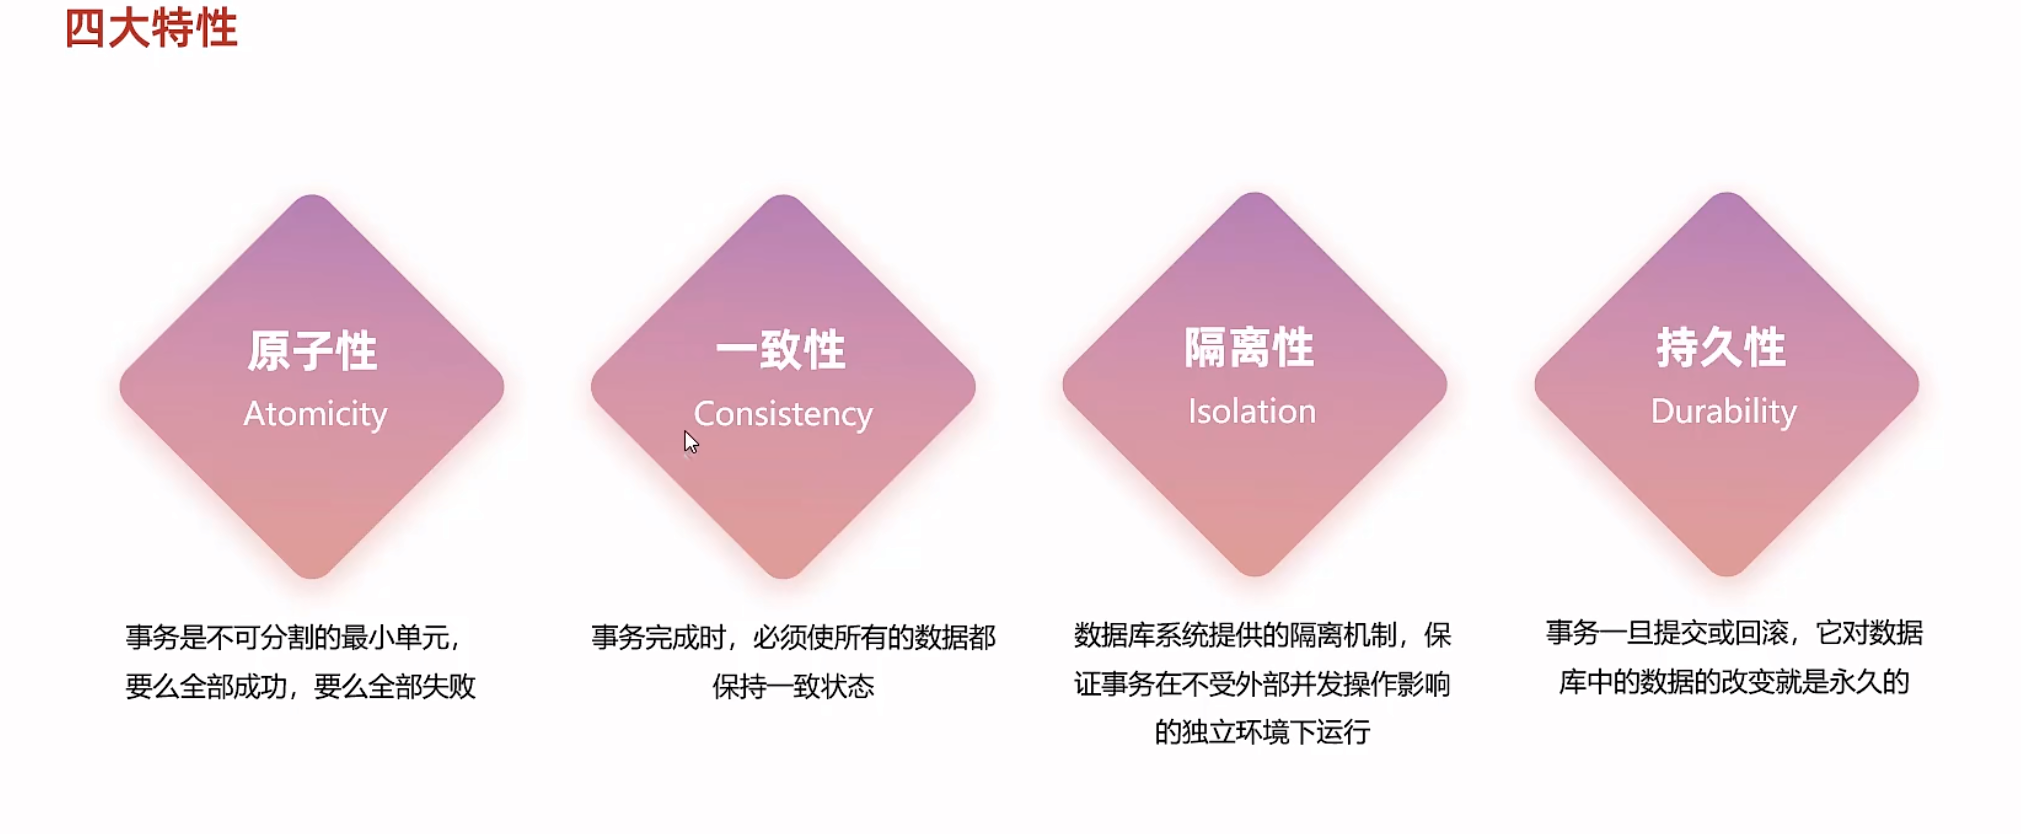 四大特性
原子性
Atomicity
事务是不可分割的最小单元，
要么全部成功，要么全部失败
一致性
Consistency
事务完成时，必须使所有的数据都
保持一致状态
隔离性
Isolation
数据库系统提供的隔离机制，保
证事务在不受外部并发操作影响
的独立环境下运行
持久性
Durability
事务一旦提交或回滚，它对数据
库中的数据的改变就是永久的